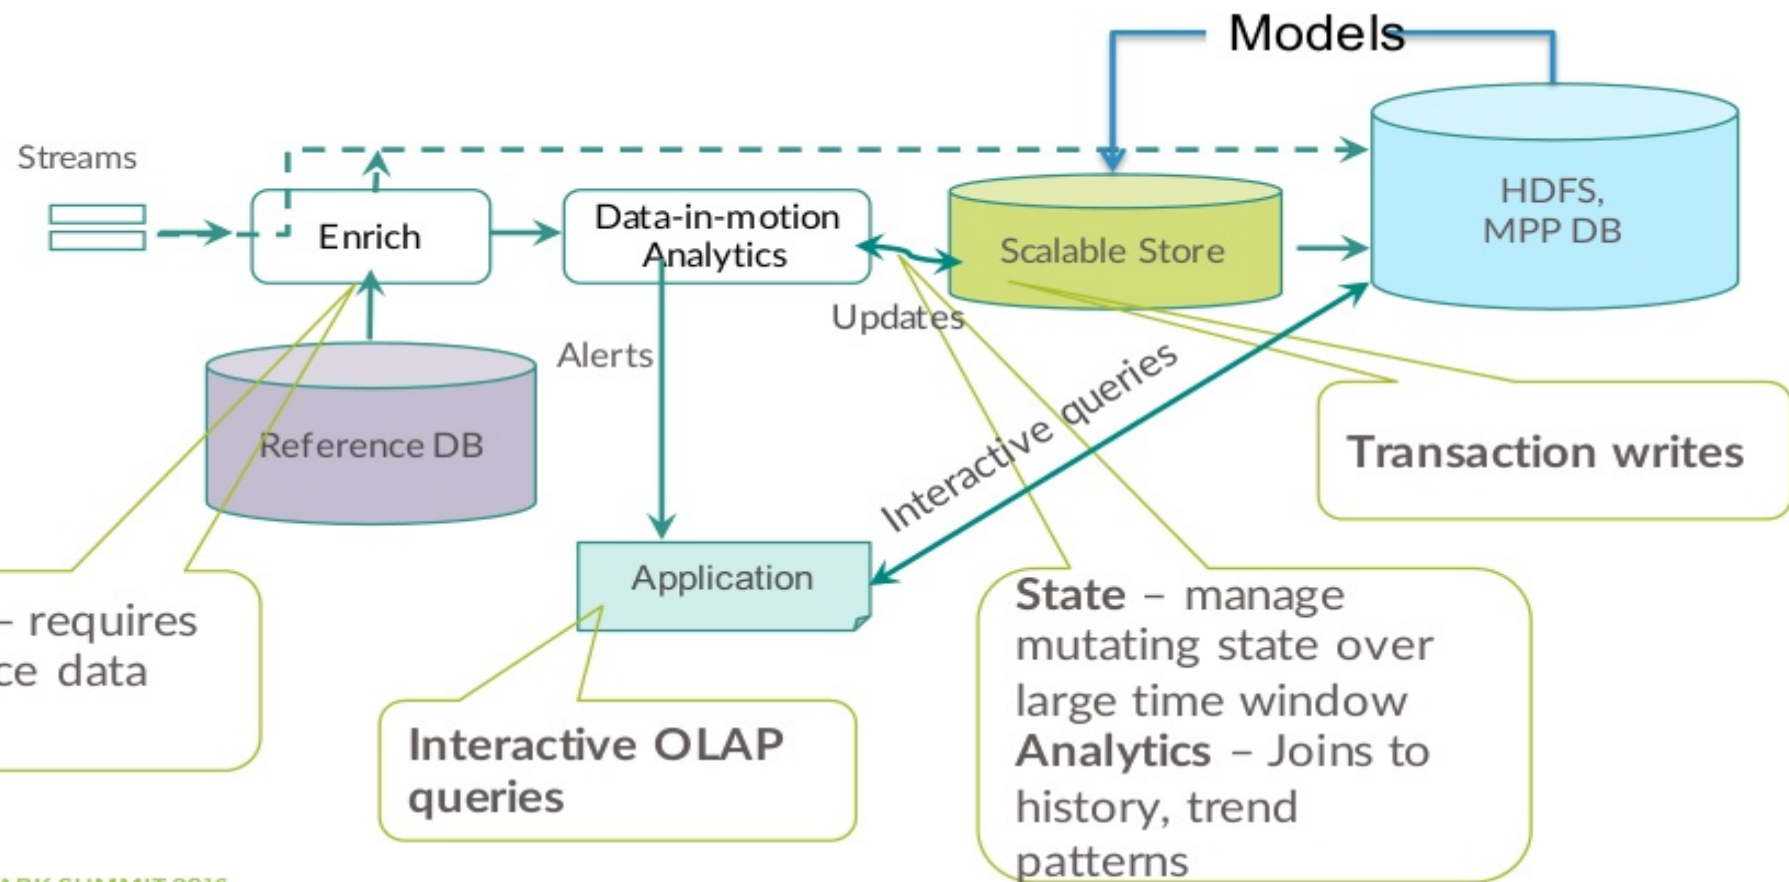 Models
Streams
Enrich
Data-in-motion
Analytics
Scalable Store
HDFS,
MPP DB
Updates
Alerts
Reference DB
Interactive queries
Transaction writes
Application
– requires
ce data
Interactive OLAP
queries
State – manage
mutating state over
large time window
Analytics – Joins to
history, trend
patterns